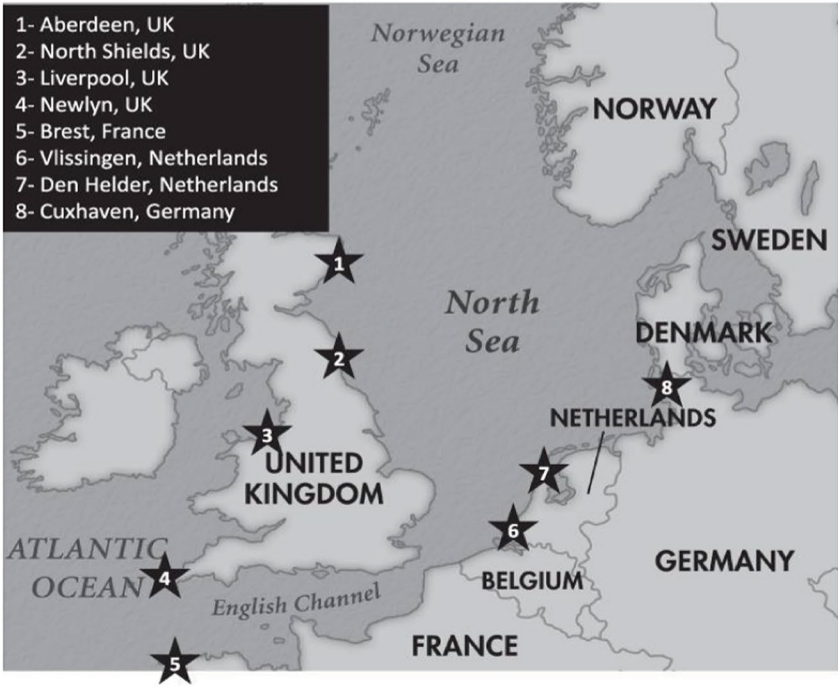 1- Aberdeen, UK
2- North Shields, UK
3- Liverpool, UK
4- Newlyn, UK
5- Brest, France
6- Vlissingen, Netherlands
7- Den Helder, Netherlands
8- Cuxhaven, Germany
Norwegian
Sea
NORWAY
SWEDEN
1
North
Sea
DENMARK
2
8
NETHERLANDS
3
UNITED
KINGDOM
7
6
ATLANTIC
OCEAN
4
English Channel
BELGIUM
GERMANY
FRANCE
5